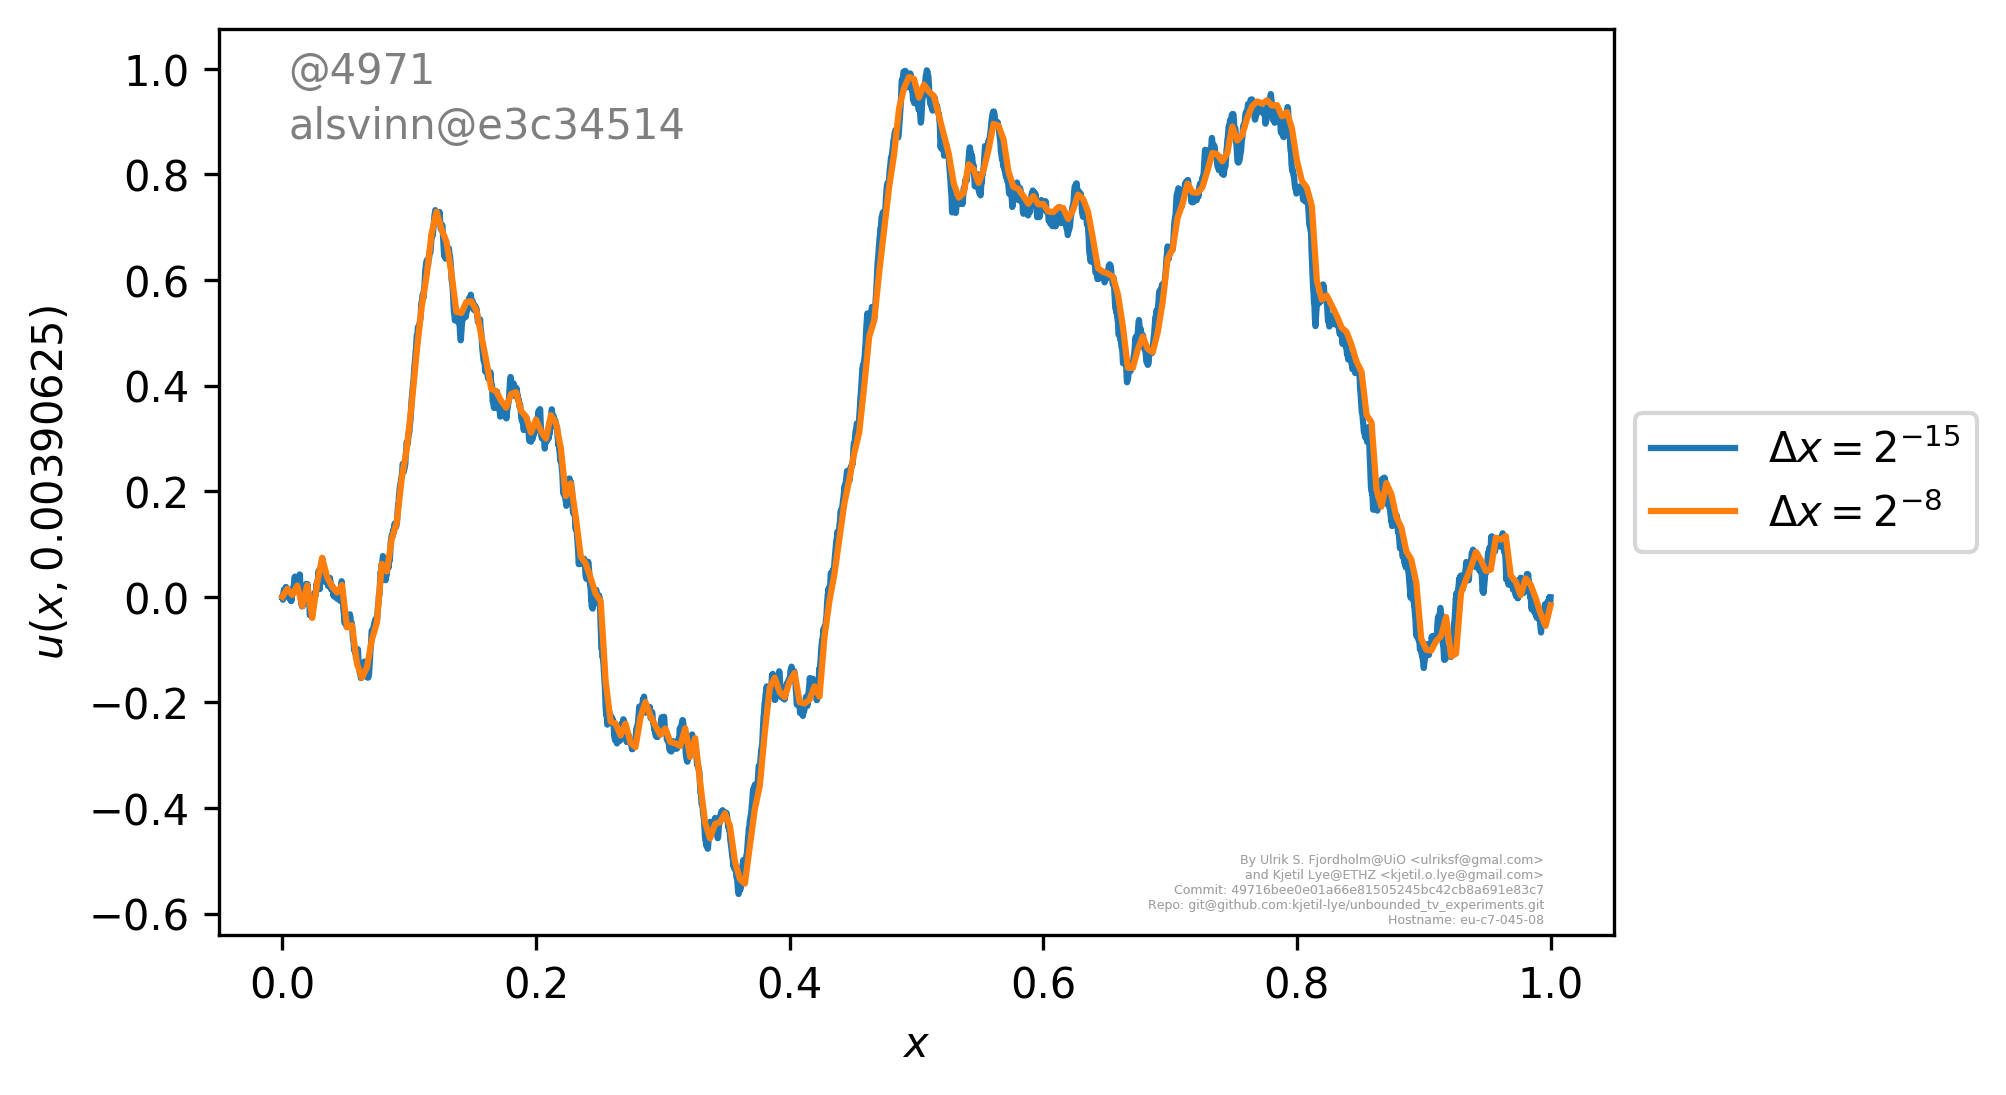 @4971
alsvinn@e3c34514
1.0
0.8
0.6
0.4
0.2
0.0
−0.2
−0.4
−0.6
u(x, 0.00390625)
0.0 0.2 0.4 0.6 0.8 1.0
x
Δx = 2⁻¹⁵
Δx = 2⁻⁸
By Ulrik S. Fjordholm@UiO <ulriksf@gmal.com>
and Kjetil Lye@ETHZ <kjetil.o.lye@gmail.com>
Commit: 49716bee0e01a66e81505245bc42cb8a691e83c7
Repo: git@github.com:kjetil-lye/unbounded_tv_experiments.git
Hostname: eu-c7-045-08